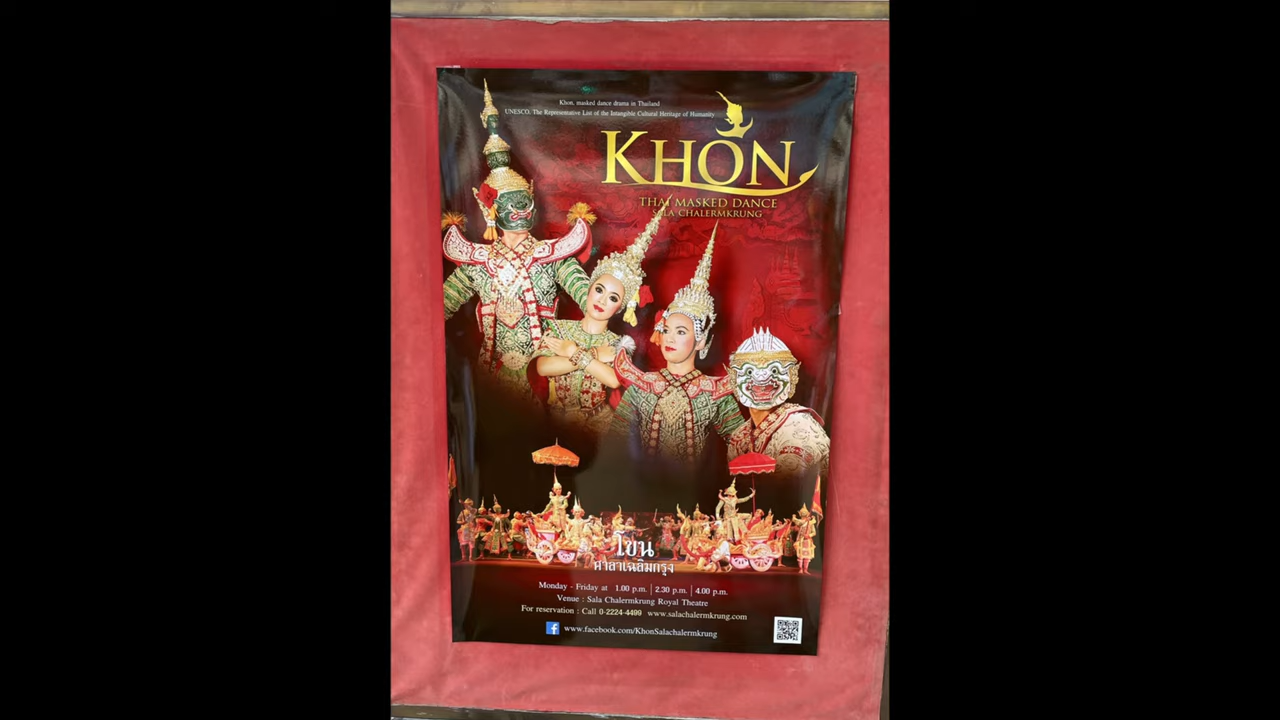 Khon, masked dance drama in Thailand
UNESCO, The Representative List of the Intangible Cultural Heritage of Humanity
KHON
THAI MASKED DANCE
SALA CHALERMKRUNG
โขน
ศาลาเฉลิมกรุง
Monday - Friday at 1.00 p.m. | 2.30 p.m. | 4.00 p.m.
Venue : Sala Chalermkrung Royal Theatre
For reservation : Call 0-2224-4499 www.salachalermkrung.com
f www.facebook.com/KhonSalachalermkrung